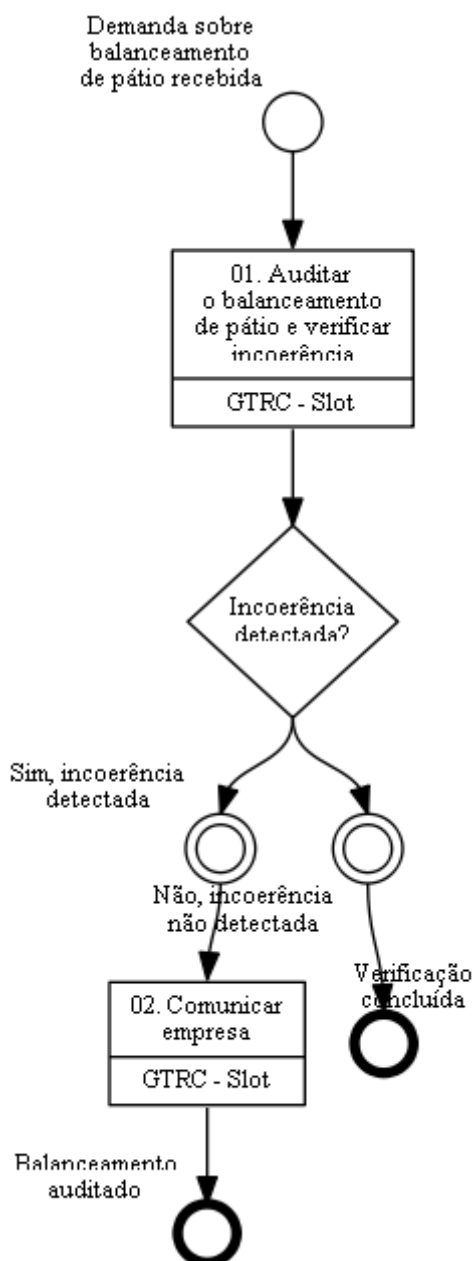 Demanda sobre
balanceamento
de pátio recebida
01. Auditar
o balanceamento
de pátio e verificar
incoerência
GTRC - Slot
Incoerência
detectada?
Sim, incoerência
detectada
Não, incoerência
não detectada
Verificação
concluída
02. Comunicar
empresa
GTRC - Slot
Balanceamento
auditado